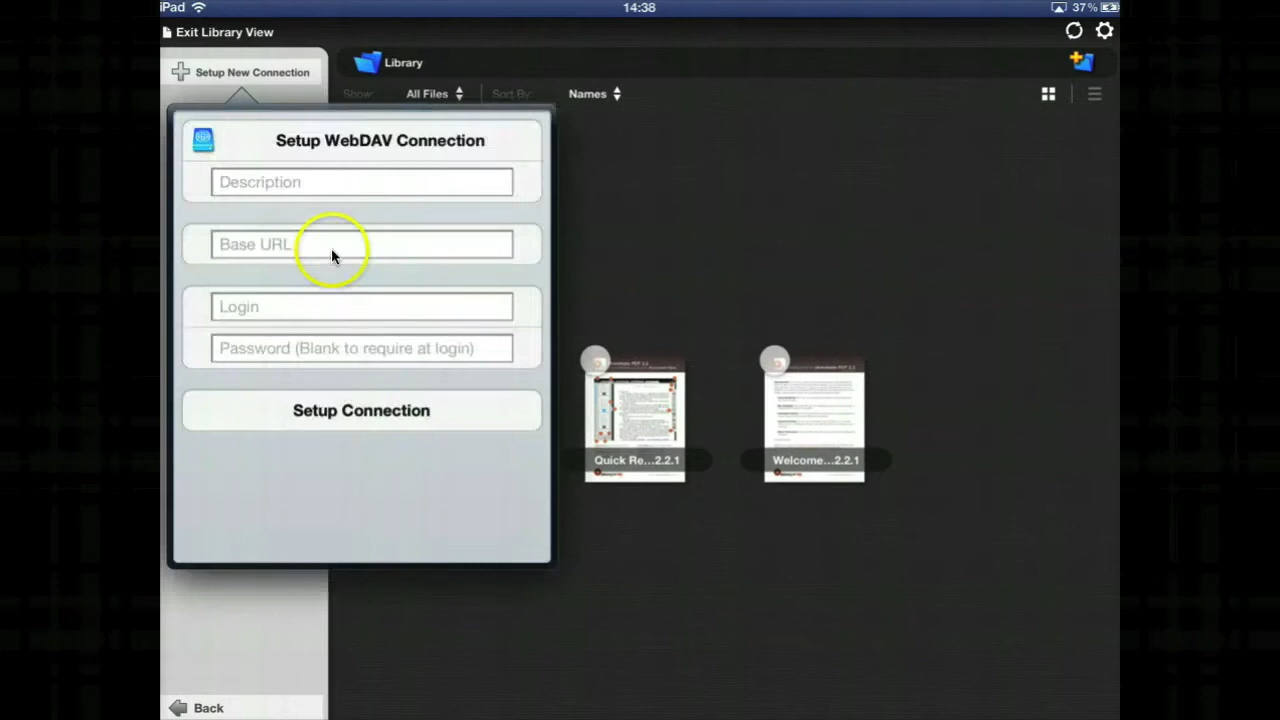 iPad
14:38
37%
Exit Library View
Setup New Connection
Library
Show:
All Files
Sort By:
Names
Setup WebDAV Connection
Description
Base URL
Login
Password (Blank to require at login)
Setup Connection
Quick Re...2.2.1
Welcome...2.2.1
Back